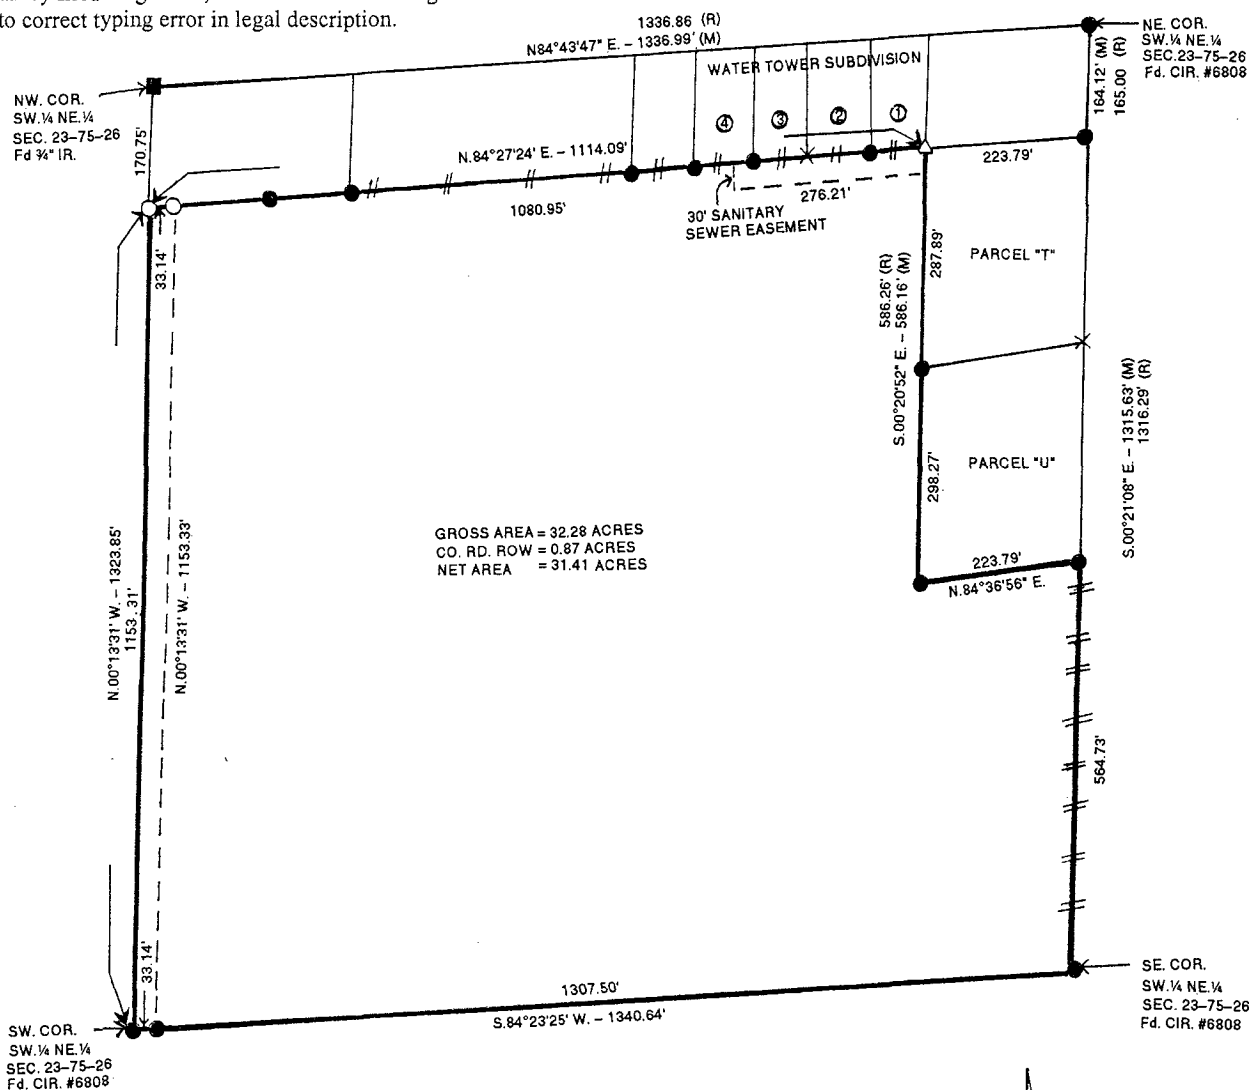 to correct typing error in legal description.
1336.86 (R)
N84°43'47" E. – 1336.99' (M)
NE. COR.
SW.¼ NE.¼
SEC.23–75–26
Fd. CIR. #6808
164.12' (M)
165.00 (R)
WATER TOWER SUBDIVISION
NW. COR.
SW.¼ NE.¼
SEC. 23–75–26
Fd ¾" IR.
170.75'
④ ③ ② ①
N.84°27'24' E. – 1114.09'
223.79'
1080.95'
276.21'
30' SANITARY
SEWER EASEMENT
33.14'
586.26' (R)
S.00°20'52" E. – 586.16' (M)
287.89'
PARCEL "T"
S.00°21'08" E. – 1315.63' (M)
1316.29' (R)
298.27'
PARCEL "U"
GROSS AREA = 32.28 ACRES
CO. RD. ROW = 0.87 ACRES
NET AREA = 31.41 ACRES
223.79'
N.84°36'56" E.
N.00°13'31' W. – 1323.85'
1153.31'
N.00°13'31' W. – 1153.33'
564.73'
33.14'
1307.50'
S.84°23'25' W. – 1340.64'
SE. COR.
SW.¼ NE.¼
SEC. 23–75–26
Fd. CIR. #6808
SW. COR.
SW.¼ NE.¼
SEC. 23–75–26
Fd. CIR. #6808